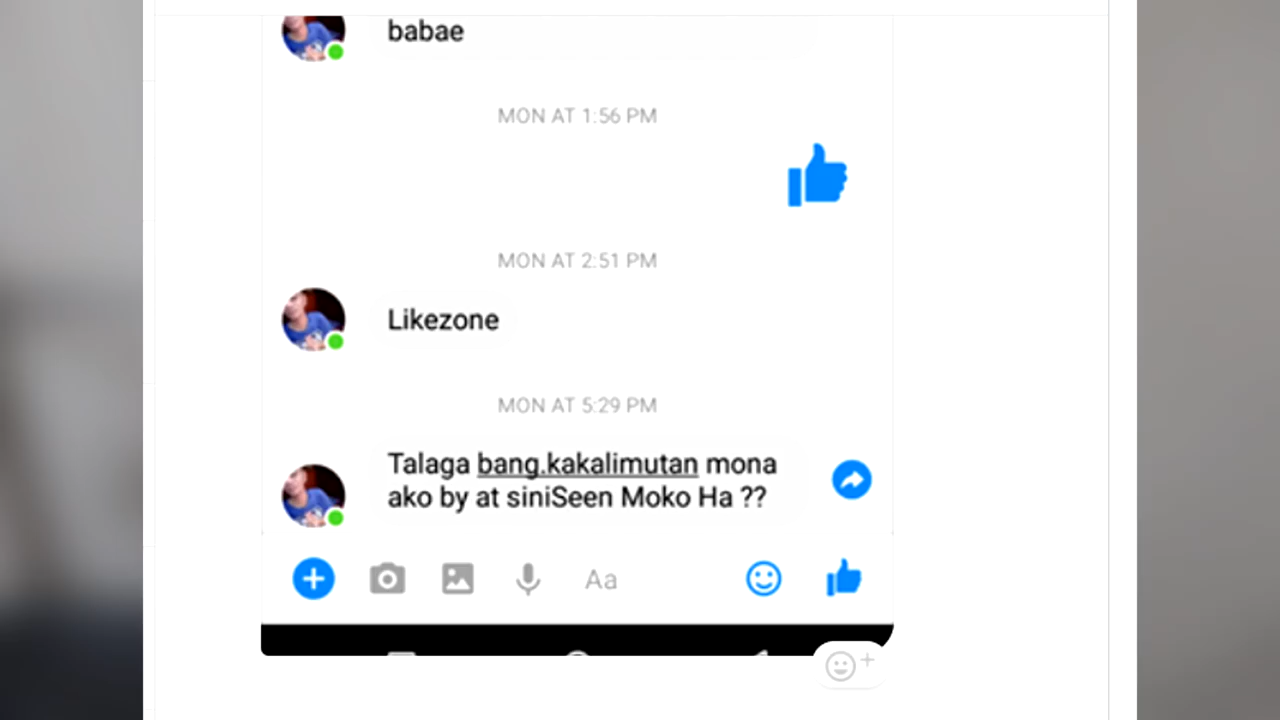 babae
MON AT 1:56 PM
MON AT 2:51 PM
Likezone
MON AT 5:29 PM
Talaga bang.kakalimutan mona
ako by at siniSeen Moko Ha ??
Aa